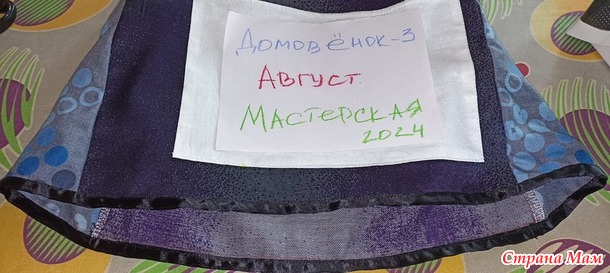 Домовёнок-3
Август
Мастерская
2024
Страна Мам